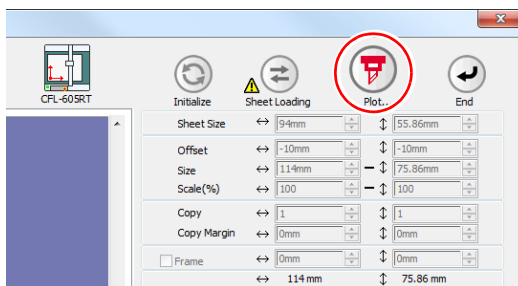 CFL-605RT
Initialize Sheet Loading Plot.. End
Sheet Size 94mm 55.86mm
Offset -10mm -10mm
Size 114mm 75.86mm
Scale(%) 100 100
Copy 1 1
Copy Margin 0mm 0mm
Frame 0mm 0mm
114 mm 75.86 mm